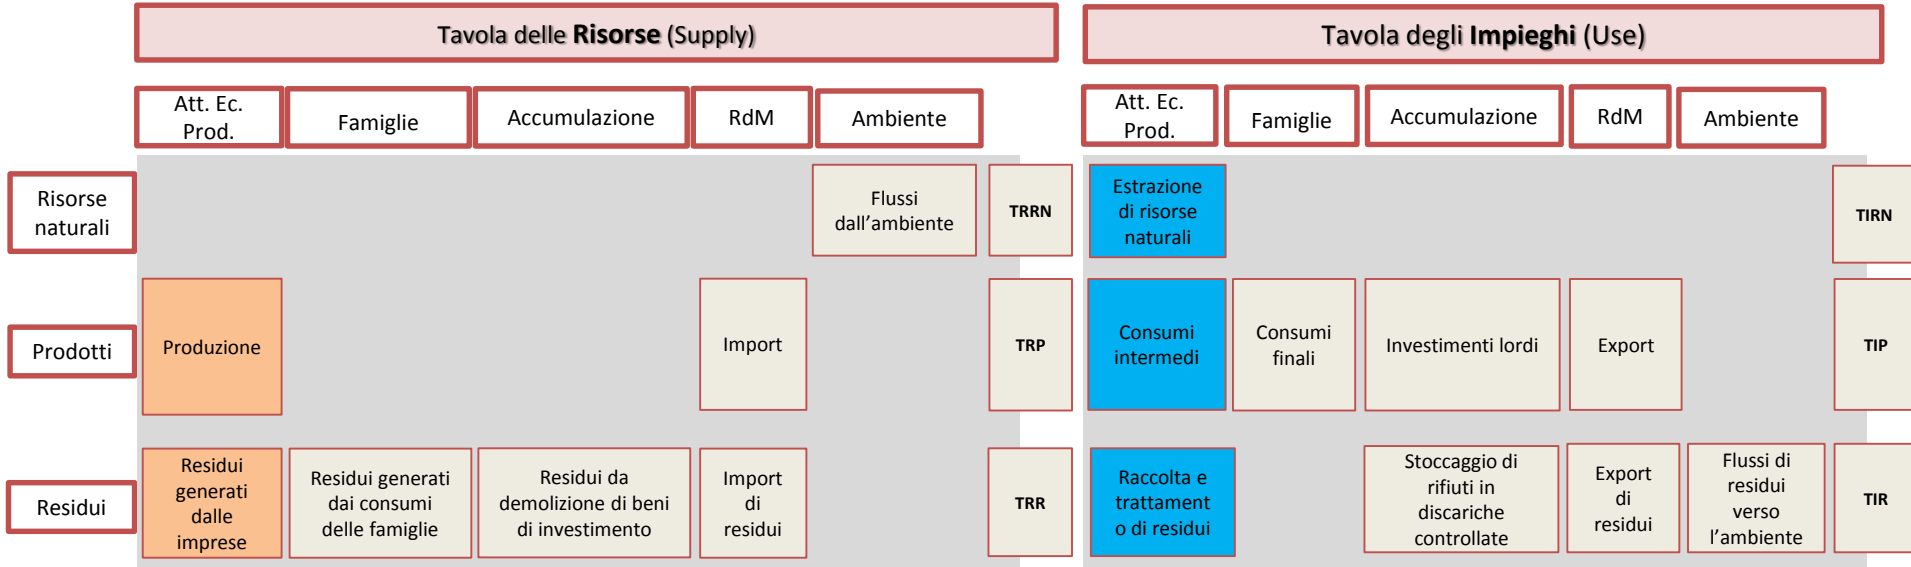 Tavola delle Risorse (Supply)
Tavola degli Impieghi (Use)
Att. Ec.
Prod.
Famiglie
Accumulazione
RdM
Ambiente
Att. Ec.
Prod.
Famiglie
Accumulazione
RdM
Ambiente
Risorse
naturali
Flussi
dall'ambiente
TRRN
Estrazione
di risorse
naturali
TIRN
Prodotti
Produzione
Import
TRP
Consumi
intermedi
Consumi
finali
Investimenti lordi
Export
TIP
Residui
Residui
generati
dalle
imprese
Residui generati
dai consumi
delle famiglie
Residui da
demolizione di beni
di investimento
Import
di
residui
TRR
Raccolta e
trattament
o di residui
Stoccaggio di
rifiuti in
discariche
controllate
Export
di
residui
Flussi di
residui
verso
l'ambiente
TIR